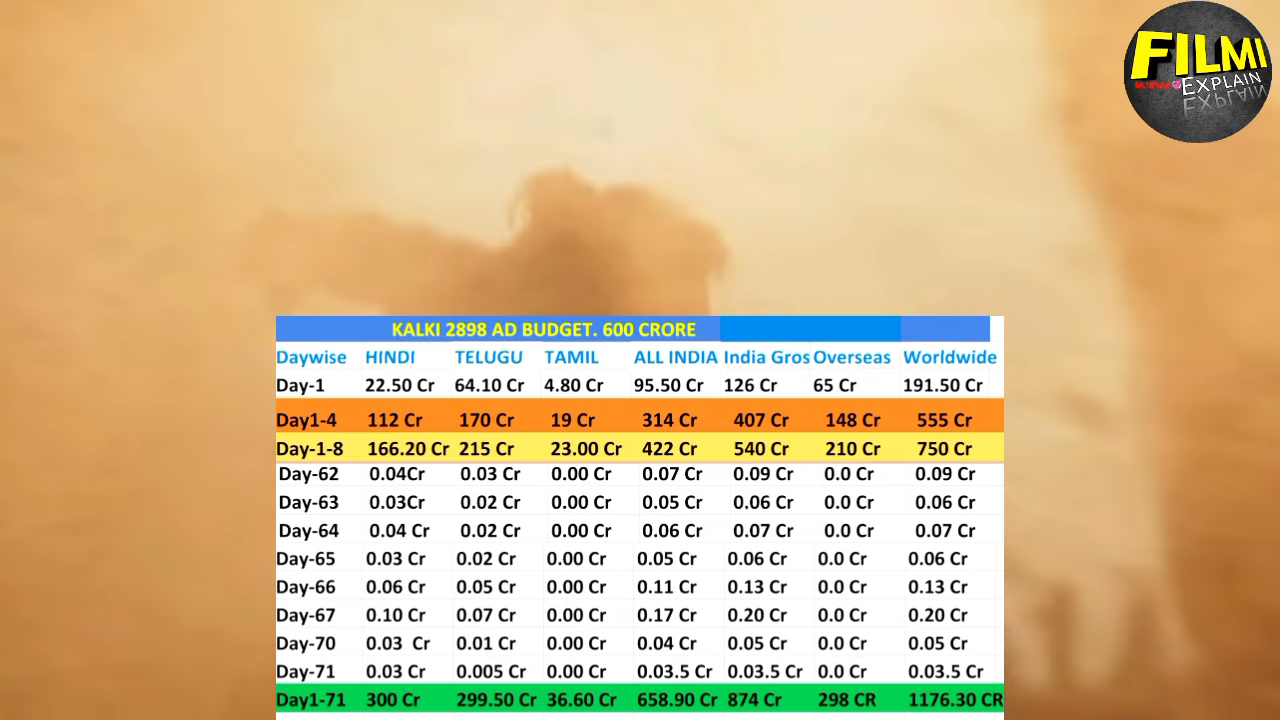 FILMI
EXPLAIN
KALKI 2898 AD BUDGET. 600 CRORE
Daywise HINDI TELUGU TAMIL ALL INDIA India Gros Overseas Worldwide
Day-1 22.50 Cr 64.10 Cr 4.80 Cr 95.50 Cr 126 Cr 65 Cr 191.50 Cr
Day1-4 112 Cr 170 Cr 19 Cr 314 Cr 407 Cr 148 Cr 555 Cr
Day-1-8 166.20 Cr 215 Cr 23.00 Cr 422 Cr 540 Cr 210 Cr 750 Cr
Day-62 0.04Cr 0.03 Cr 0.00 Cr 0.07 Cr 0.09 Cr 0.0 Cr 0.09 Cr
Day-63 0.03Cr 0.02 Cr 0.00 Cr 0.05 Cr 0.06 Cr 0.0 Cr 0.06 Cr
Day-64 0.04 Cr 0.02 Cr 0.00 Cr 0.06 Cr 0.07 Cr 0.0 Cr 0.07 Cr
Day-65 0.03 Cr 0.02 Cr 0.00 Cr 0.05 Cr 0.06 Cr 0.0 Cr 0.06 Cr
Day-66 0.06 Cr 0.05 Cr 0.00 Cr 0.11 Cr 0.13 Cr 0.0 Cr 0.13 Cr
Day-67 0.10 Cr 0.07 Cr 0.00 Cr 0.17 Cr 0.20 Cr 0.0 Cr 0.20 Cr
Day-70 0.03 Cr 0.01 Cr 0.00 Cr 0.04 Cr 0.05 Cr 0.0 Cr 0.05 Cr
Day-71 0.03 Cr 0.005 Cr 0.00 Cr 0.03.5 Cr 0.03.5 Cr 0.0 Cr 0.03.5 Cr
Day1-71 300 Cr 299.50 Cr 36.60 Cr 658.90 Cr 874 Cr 298 CR 1176.30 CR